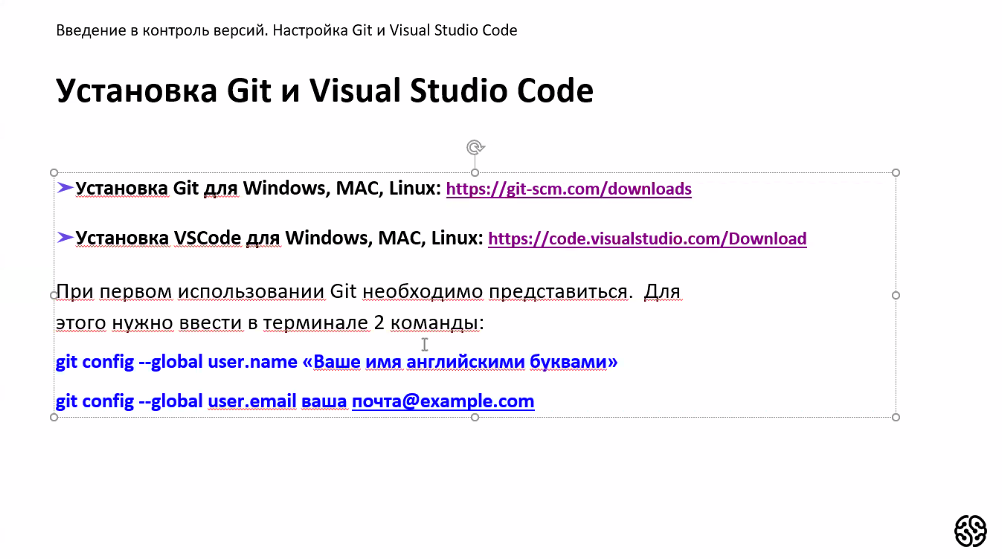 Введение в контроль версий. Настройка Git и Visual Studio Code
Установка Git и Visual Studio Code
➤Установка Git для Windows, MAC, Linux: https://git-scm.com/downloads
➤Установка VSCode для Windows, MAC, Linux: https://code.visualstudio.com/Download
При первом использовании Git необходимо представиться. Для
этого нужно ввести в терминале 2 команды:
git config --global user.name «Ваше имя английскими буквами»
git config --global user.email ваша почта@example.com